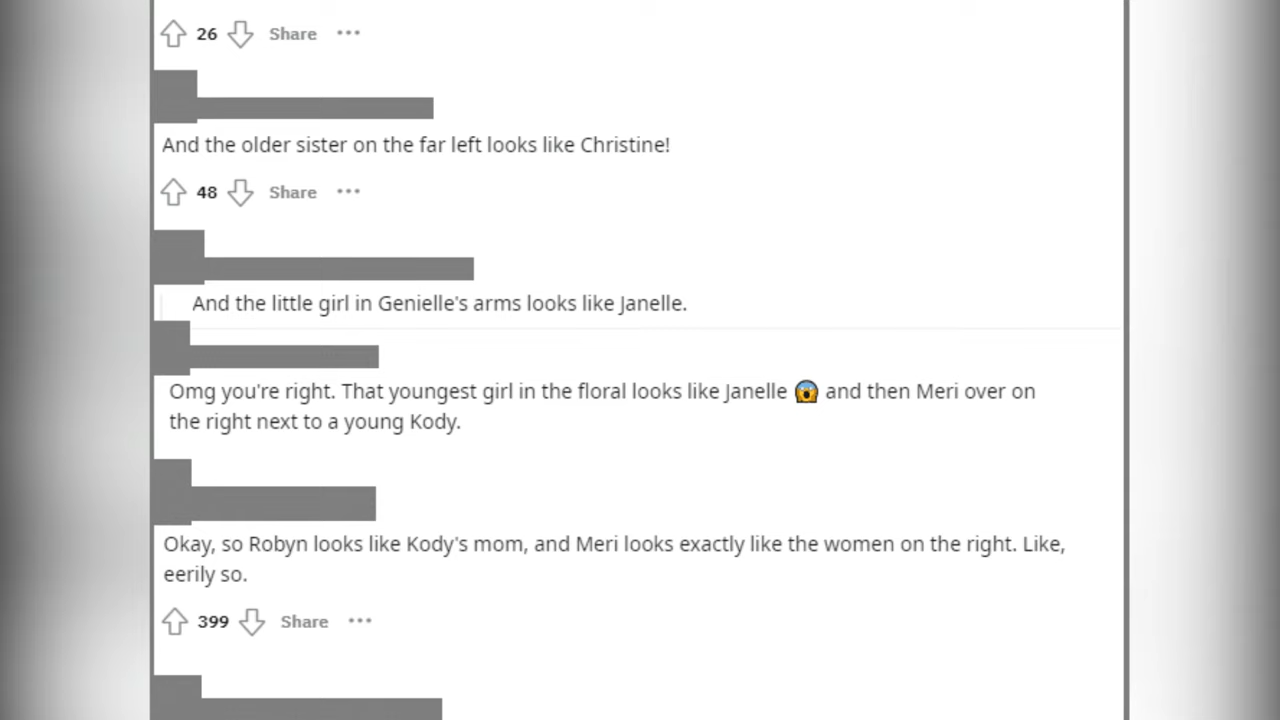 26 Share ···
And the older sister on the far left looks like Christine!
48 Share ···
And the little girl in Genielle's arms looks like Janelle.
Omg you're right. That youngest girl in the floral looks like Janelle 😱 and then Meri over on
the right next to a young Kody.
Okay, so Robyn looks like Kody's mom, and Meri looks exactly like the women on the right. Like,
eerily so.
399 Share ···